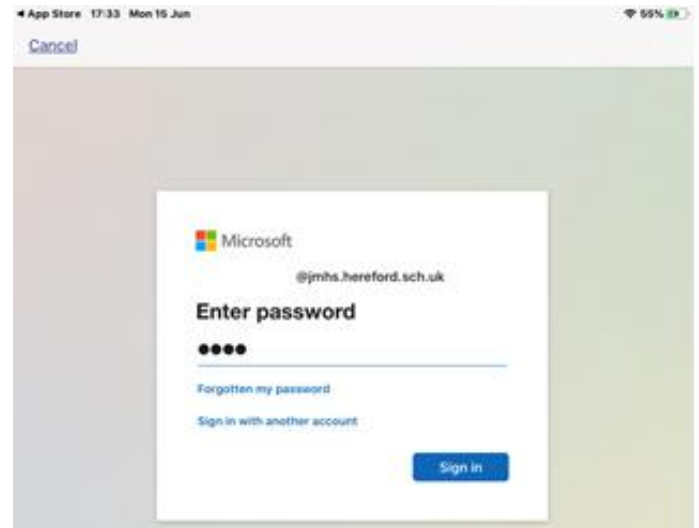 App Store 17:33 Mon 15 Jun 55%
Cancel
Microsoft
@jmhs.hereford.sch.uk
Enter password
●●●●
Forgotten my password
Sign in with another account
Sign in